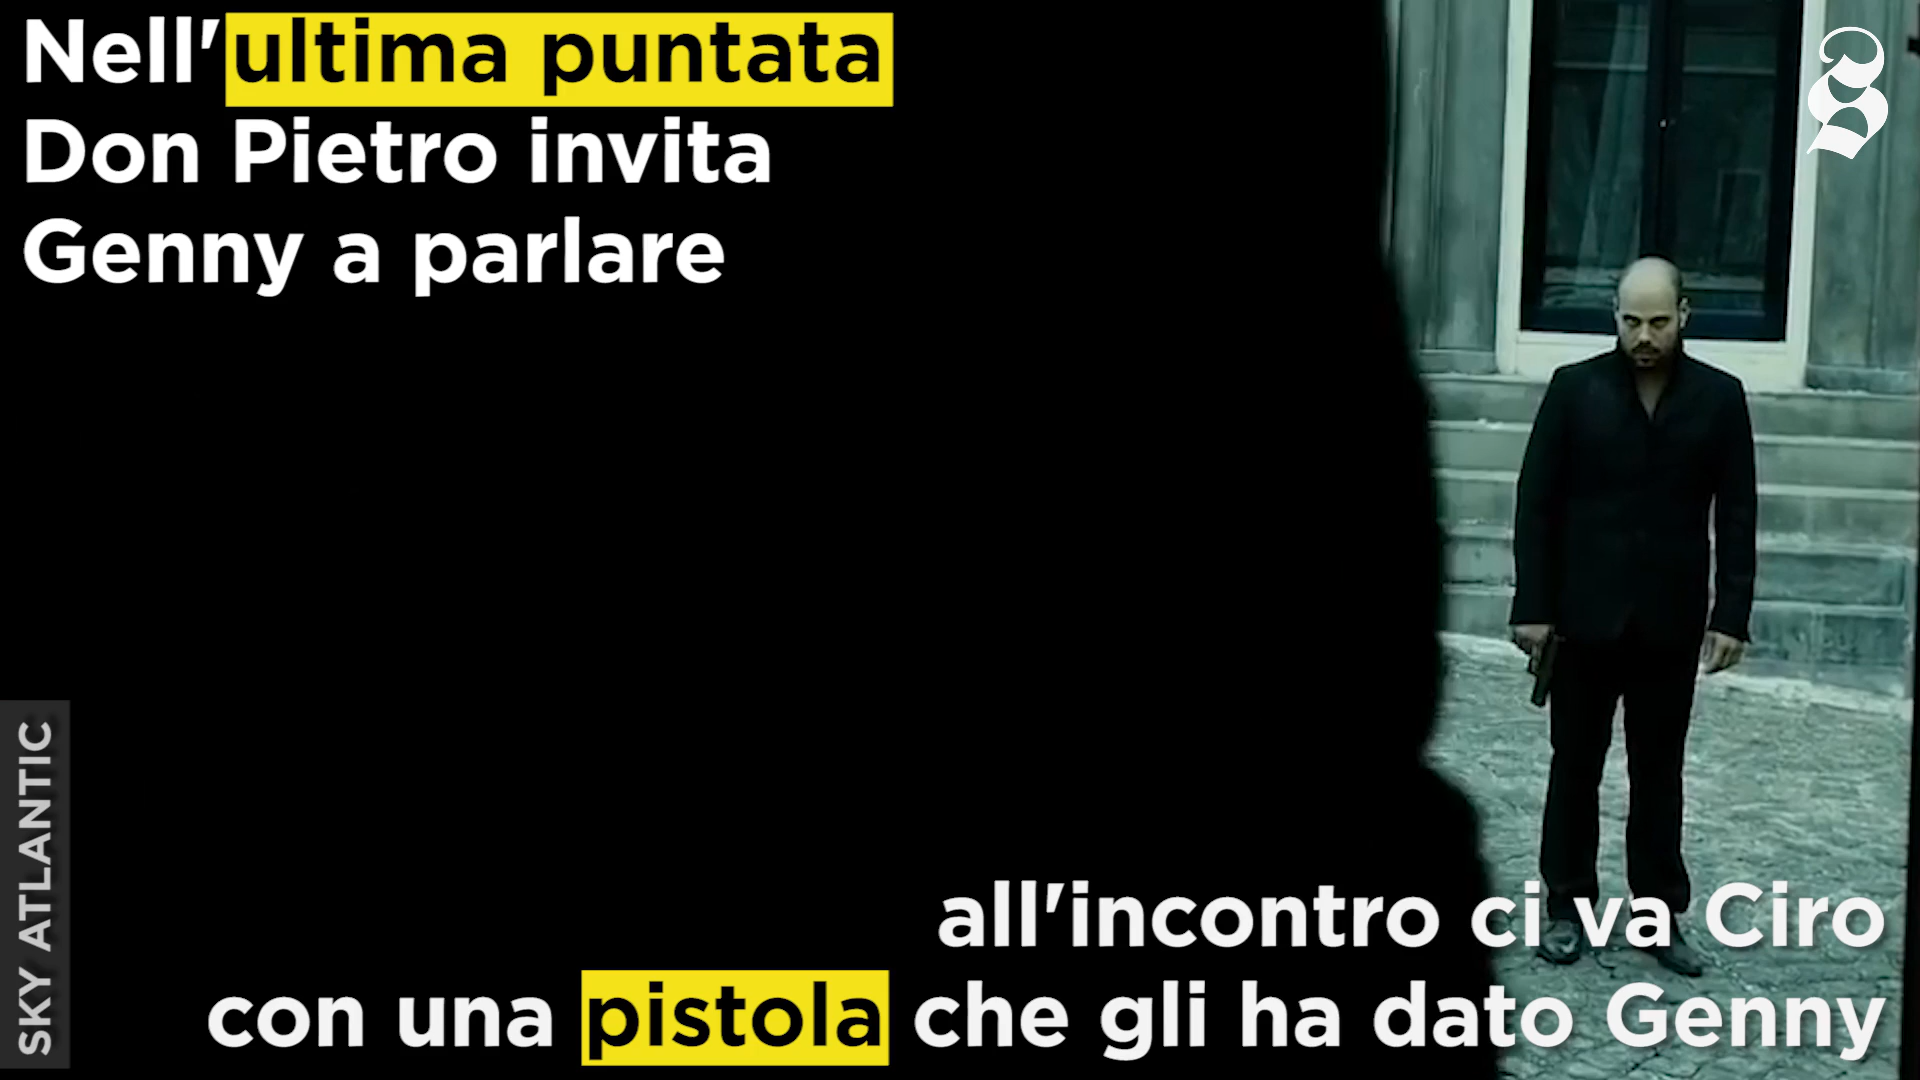 Nell'ultima puntata
Don Pietro invita
Genny a parlare
SKY ATLANTIC
all'incontro ci va Ciro
con una pistola che gli ha dato Genny